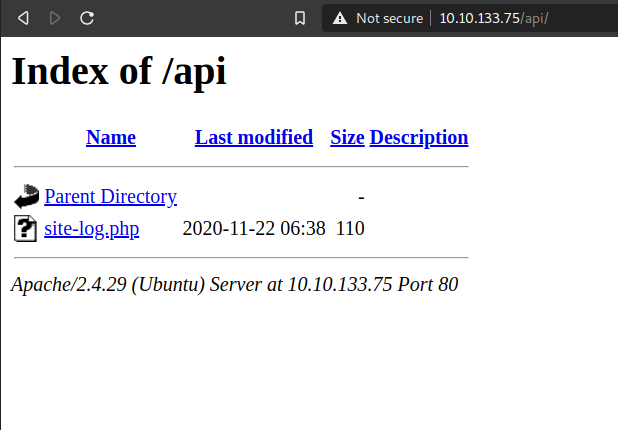 Not secure 10.10.133.75/api/
Index of /api
Name Last modified Size Description
Parent Directory -
site-log.php 2020-11-22 06:38 110
Apache/2.4.29 (Ubuntu) Server at 10.10.133.75 Port 80